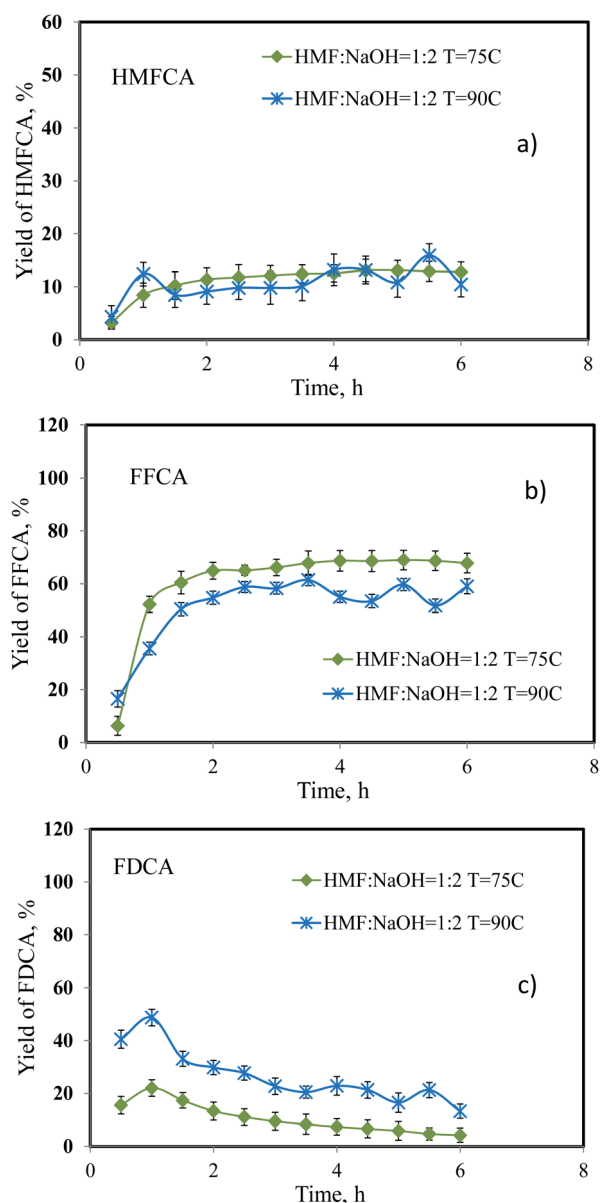 60
50
40
30
20
10
0
Yield of HMFCA, %
HMFCA
HMF:NaOH=1:2 T=75C
HMF:NaOH=1:2 T=90C
a)
0 2 4 6 8
Time, h
120
100
80
60
40
20
0
Yield of FFCA, %
FFCA
b)
HMF:NaOH=1:2 T=75C
HMF:NaOH=1:2 T=90C
0 2 4 6 8
Time, h
120
100
80
60
40
20
0
Yield of FDCA, %
FDCA
HMF:NaOH=1:2 T=75C
HMF:NaOH=1:2 T=90C
c)
0 2 4 6 8
Time, h